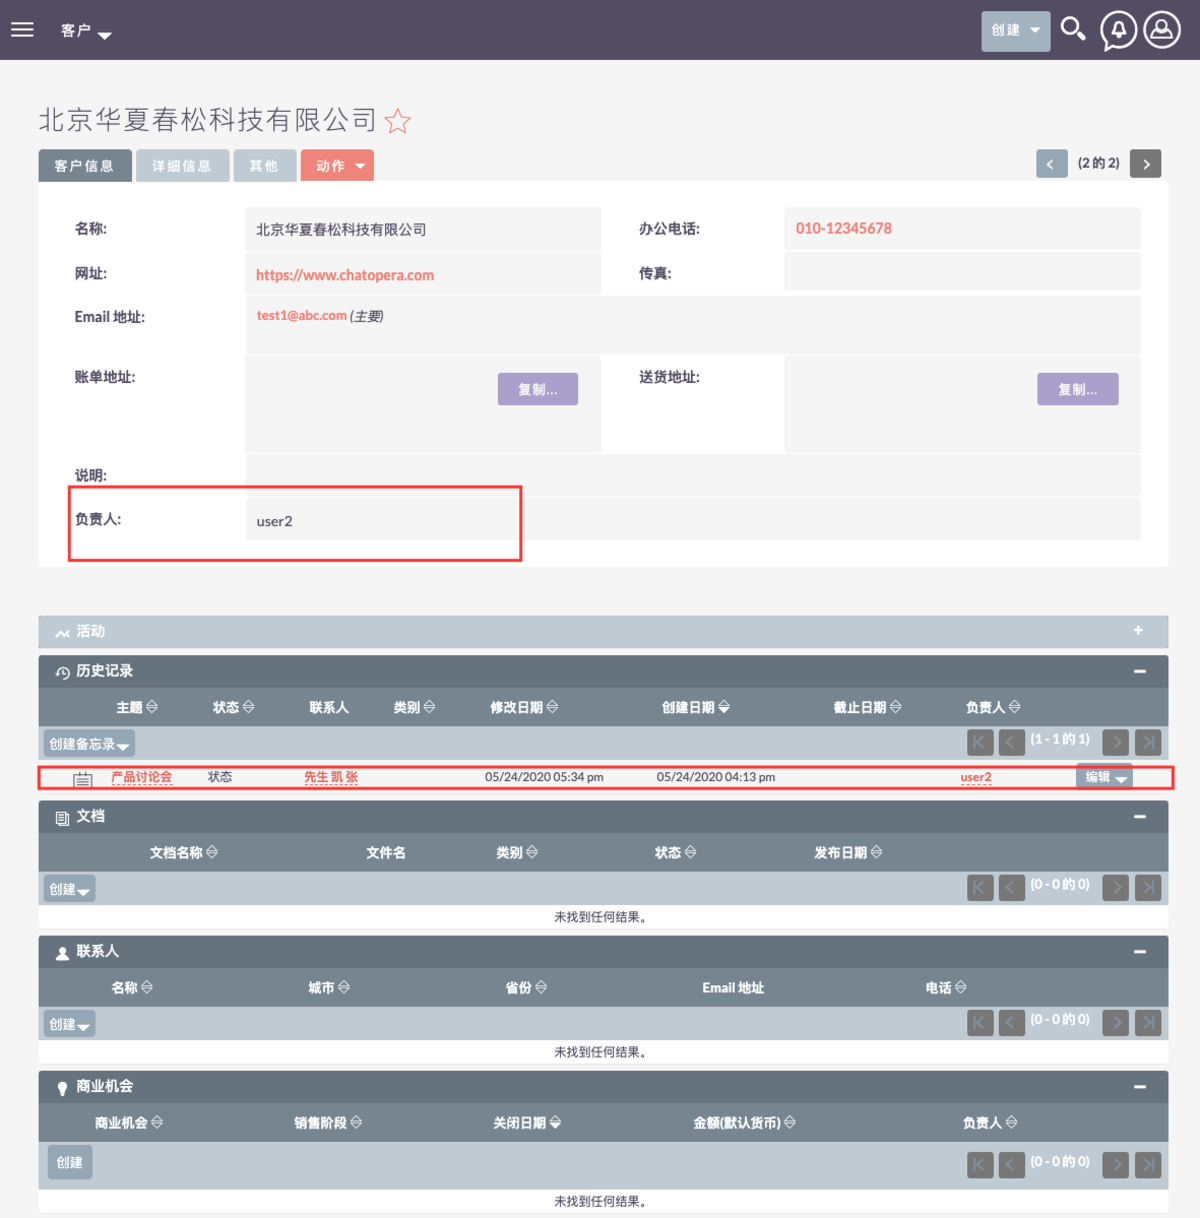 客户
创建
北京华夏春松科技有限公司
客户信息 详细信息 其他 动作 (2 的 2)
名称: 北京华夏春松科技有限公司 办公电话: 010-12345678
网址: https://www.chatopera.com 传真:
Email 地址: test1@abc.com (主要)
账单地址: 复制... 送货地址: 复制...
说明:
负责人: user2
活动 +
历史记录
主题 状态 联系人 类别 修改日期 创建日期 截止日期 负责人
创建备忘录 (1 - 1 的 1)
产品讨论会 状态 先生 凯 张 05/24/2020 05:34 pm 05/24/2020 04:13 pm user2 编辑
文档
文档名称 文件名 类别 状态 发布日期
创建 (0 - 0 的 0)
未找到任何结果。
联系人
名称 城市 省份 Email 地址 电话
创建 (0 - 0 的 0)
未找到任何结果。
商业机会
商业机会 销售阶段 关闭日期 金额(默认货币) 负责人
创建 (0 - 0 的 0)
未找到任何结果。